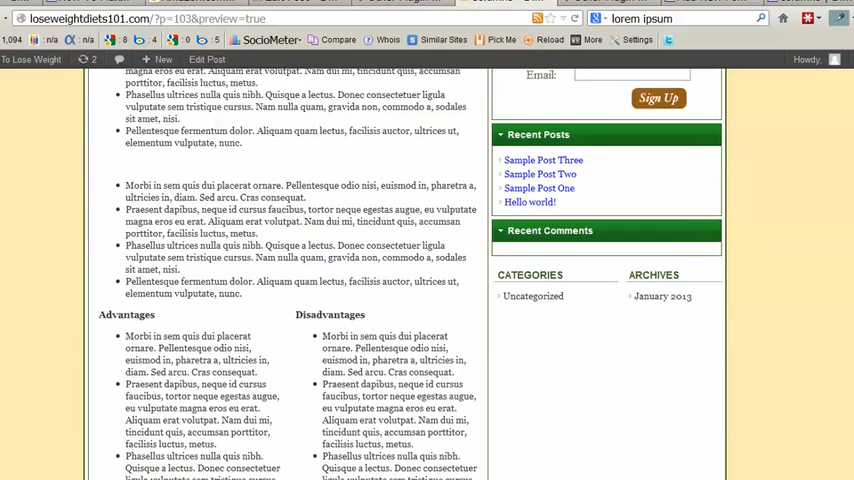 loseweightdiets101.com/?p=103&preview=true
lorem ipsum
1,094
n/a
n/a
8
4
0
5
SocioMeter
Compare
Whois
Similar Sites
Pick Me
Reload
More
Settings
To Lose Weight
2
New
Edit Post
Howdy,
magna eros eu erat. Aliquam erat volutpat. Nam dui mi, tincidunt quis, accumsan
porttitor, facilisis luctus, metus.
Phasellus ultrices nulla quis nibh. Quisque a lectus. Donec consectetuer ligula
vulputate sem tristique cursus. Nam nulla quam, gravida non, commodo a, sodales
sit amet, nisi.
Pellentesque fermentum dolor. Aliquam quam lectus, facilisis auctor, ultrices ut,
elementum vulputate, nunc.
Morbi in sem quis dui placerat ornare. Pellentesque odio nisi, euismod in, pharetra a,
ultricies in, diam. Sed arcu. Cras consequat.
Praesent dapibus, neque id cursus faucibus, tortor neque egestas augue, eu vulputate
magna eros eu erat. Aliquam erat volutpat. Nam dui mi, tincidunt quis, accumsan
porttitor, facilisis luctus, metus.
Phasellus ultrices nulla quis nibh. Quisque a lectus. Donec consectetuer ligula
vulputate sem tristique cursus. Nam nulla quam, gravida non, commodo a, sodales
sit amet, nisi.
Pellentesque fermentum dolor. Aliquam quam lectus, facilisis auctor, ultrices ut,
elementum vulputate, nunc.
Advantages
Morbi in sem quis dui placerat
ornare. Pellentesque odio nisi,
euismod in, pharetra a, ultricies in,
diam. Sed arcu. Cras consequat.
Praesent dapibus, neque id cursus
faucibus, tortor neque egestas augue,
eu vulputate magna eros eu erat.
Aliquam erat volutpat. Nam dui mi,
tincidunt quis, accumsan porttitor,
facilisis luctus, metus.
Phasellus ultrices nulla quis nibh.
Quisque a lectus. Donec consectetuer
Disadvantages
Morbi in sem quis dui placerat
ornare. Pellentesque odio nisi,
euismod in, pharetra a, ultricies in,
diam. Sed arcu. Cras consequat.
Praesent dapibus, neque id cursus
faucibus, tortor neque egestas augue,
eu vulputate magna eros eu erat.
Aliquam erat volutpat. Nam dui mi,
tincidunt quis, accumsan porttitor,
facilisis luctus, metus.
Phasellus ultrices nulla quis nibh.
Quisque a lectus. Donec consectetuer
Email:
Sign Up
Recent Posts
Sample Post Three
Sample Post Two
Sample Post One
Hello world!
Recent Comments
CATEGORIES
Uncategorized
ARCHIVES
January 2013